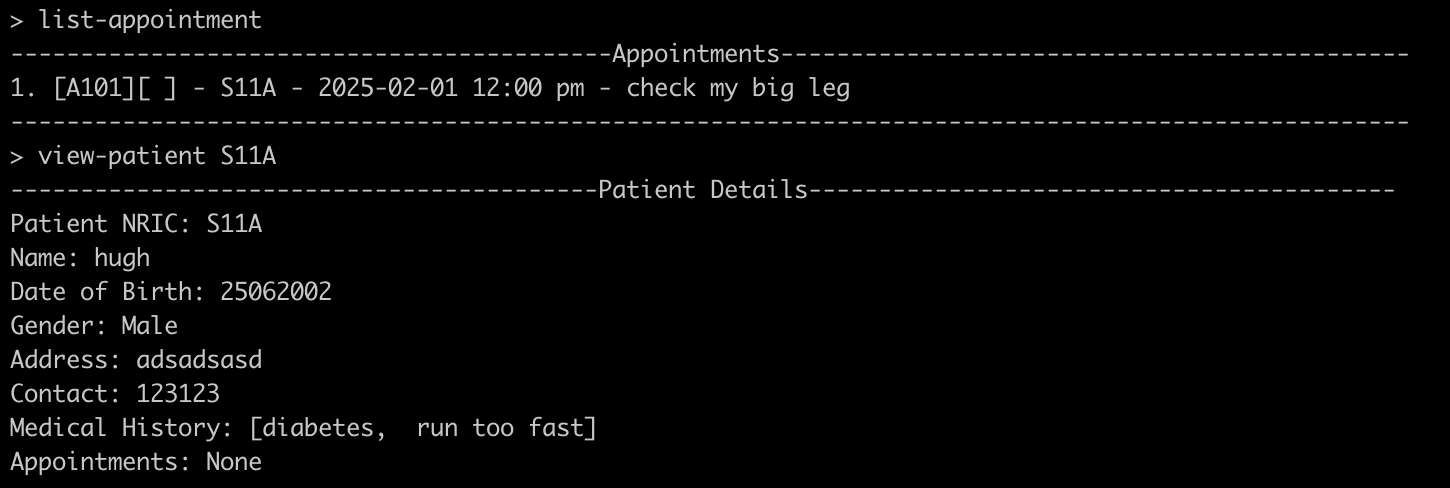 > list-appointment
-------------------------------------------Appointments---------------------------------------------
1. [A101][ ] - S11A - 2025-02-01 12:00 pm - check my big leg
----------------------------------------------------------------------------------------------------
> view-patient S11A
------------------------------------------Patient Details------------------------------------------
Patient NRIC: S11A
Name: hugh
Date of Birth: 25062002
Gender: Male
Address: adsadsasd
Contact: 123123
Medical History: [diabetes,  run too fast]
Appointments: None